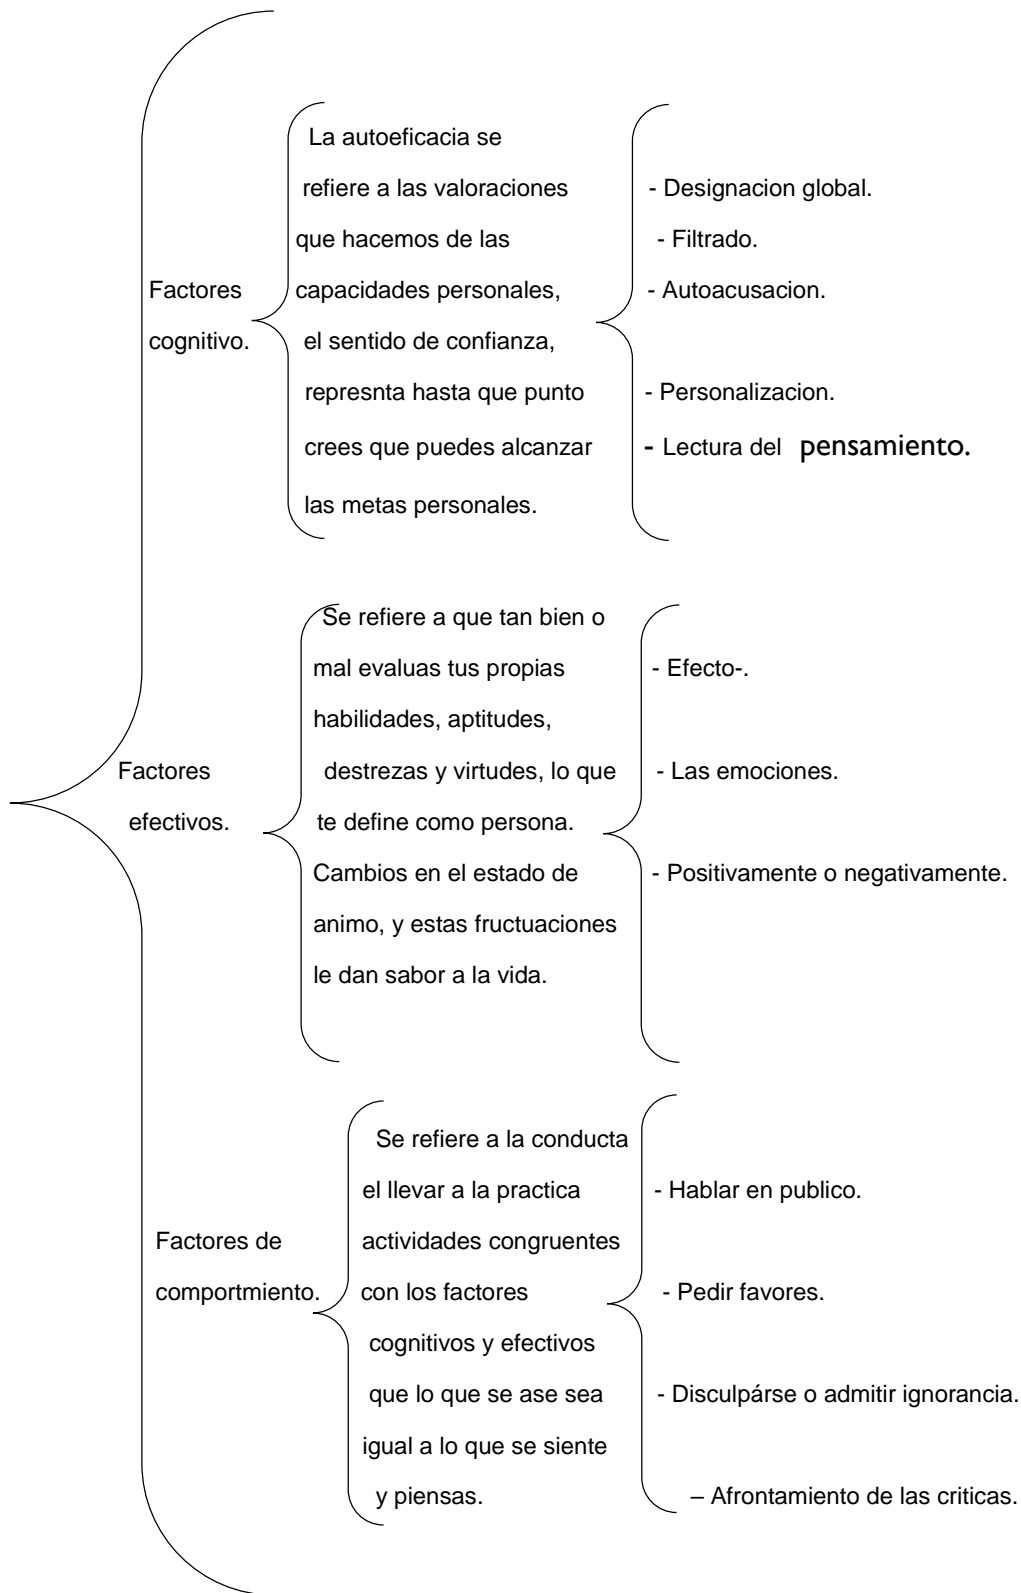 Factores
cognitivo.
La autoeficacia se
refiere a las valoraciones
que hacemos de las
capacidades personales,
el sentido de confianza,
represnta hasta que punto
crees que puedes alcanzar
las metas personales.
- Designacion global.
- Filtrado.
- Autoacusacion.
- Personalizacion.
- Lectura del pensamiento.
Factores
efectivos.
Se refiere a que tan bien o
mal evaluas tus propias
habilidades, aptitudes,
destrezas y virtudes, lo que
te define como persona.
Cambios en el estado de
animo, y estas fructuaciones
le dan sabor a la vida.
- Efecto-.
- Las emociones.
- Positivamente o negativamente.
Factores de
comportmiento.
Se refiere a la conducta
el llevar a la practica
actividades congruentes
con los factores
cognitivos y efectivos
que lo que se ase sea
igual a lo que se siente
y piensas.
- Hablar en publico.
- Pedir favores.
- Disculpárse o admitir ignorancia.
– Afrontamiento de las criticas.